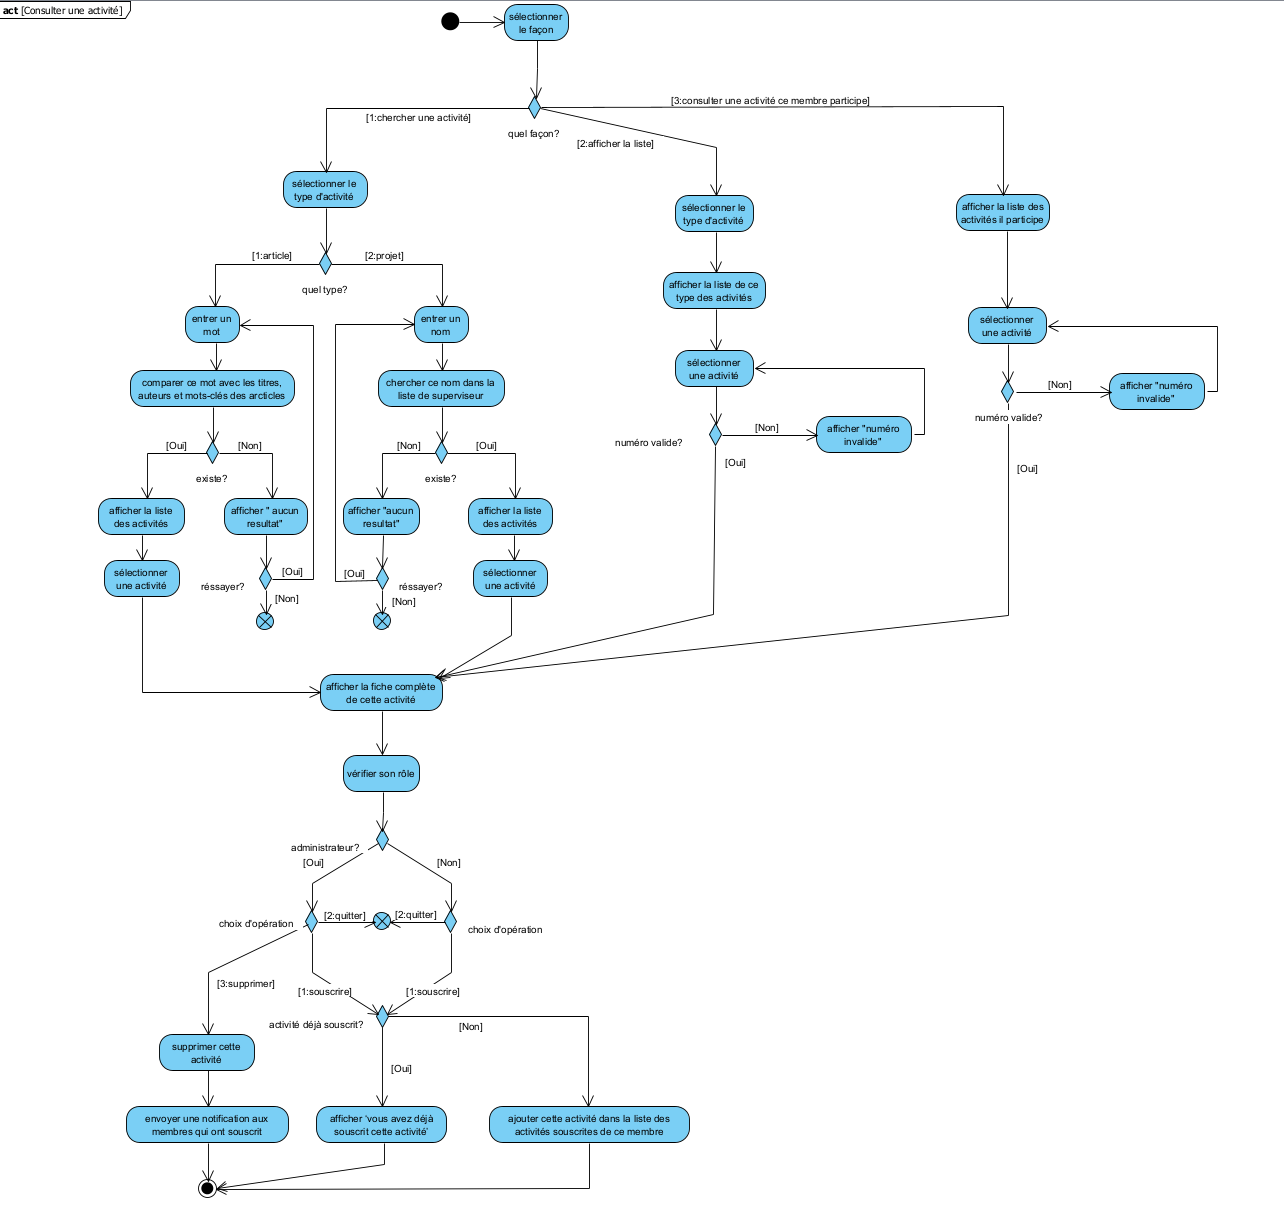 act [Consulter une activité]
sélectionner
le façon
[3:consulter une activité ce membre participe]
[1:chercher une activité]
quel façon?
[2:afficher la liste]
sélectionner le
type d'activité
sélectionner le
type d'activité
afficher la liste des
activités il participe
[1:article]
[2:projet]
quel type?
afficher la liste de ce
type des activités
entrer un
mot
entrer un
nom
sélectionner
une activité
sélectionner
une activité
comparer ce mot avec les titres,
auteurs et mots-clés des arcticles
chercher ce nom dans la
liste de superviseur
[Non]
afficher "numéro
invalide"
numéro valide?
[Oui]
[Non]
existe?
[Non]
[Oui]
existe?
numéro valide?
[Non]
afficher "numéro
invalide"
[Oui]
[Oui]
afficher la liste
des activités
afficher " aucun
resultat"
afficher "aucun
resultat"
afficher la liste
des activités
sélectionner
une activité
réssayer?
[Oui]
[Non]
[Oui]
réssayer?
[Non]
sélectionner
une activité
afficher la fiche complète
de cette activité
vérifier son rôle
administrateur?
[Oui]
[Non]
choix d'opération
[2:quitter]
[2:quitter]
choix d'opération
[3:supprimer]
[1:souscrire]
[1:souscrire]
activité déjà souscrit?
[Non]
supprimer cette
activité
[Oui]
envoyer une notification aux
membres qui ont souscrit
afficher 'vous avez déjà
souscrit cette activité'
ajouter cette activité dans la liste des
activités souscrites de ce membre